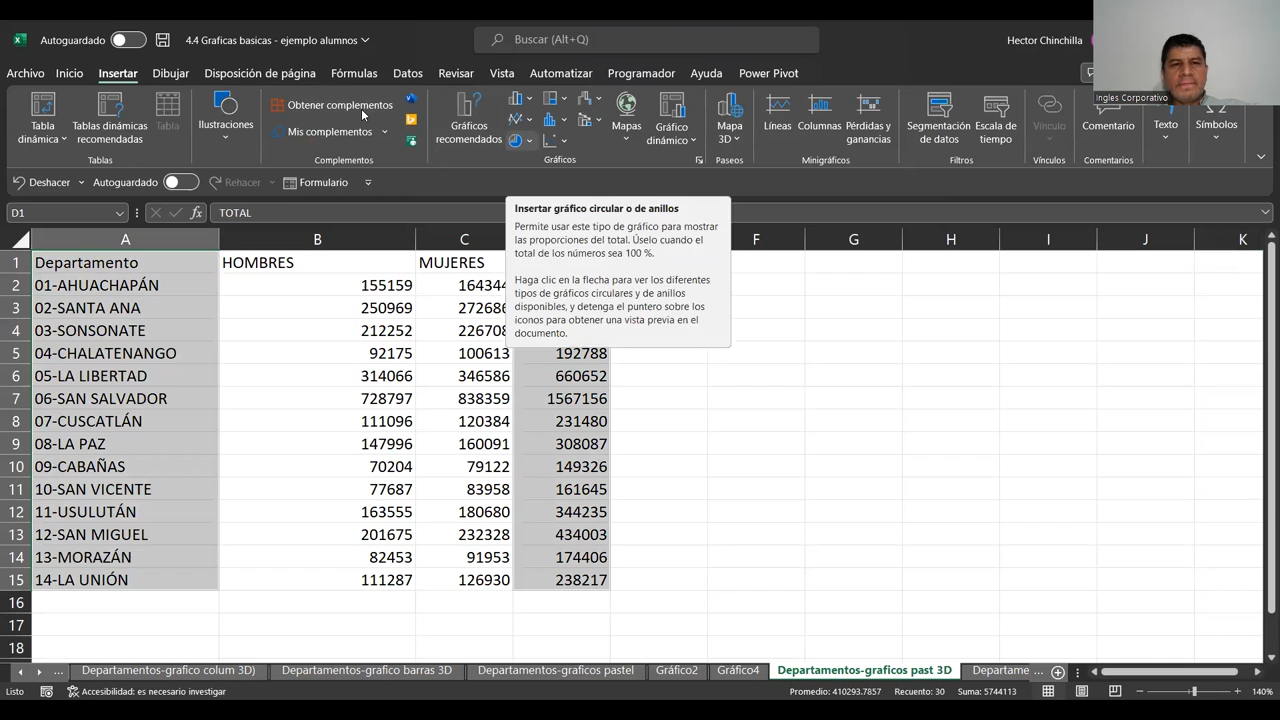 Autoguardado
4.4 Graficas basicas - ejemplo alumnos
Buscar (Alt+Q)
Hector Chinchilla
Ingles Corporativo
Archivo Inicio Insertar Dibujar Disposición de página Fórmulas Datos Revisar Vista Automatizar Programador Ayuda Power Pivot
Tabla dinámica
Tablas dinámicas recomendadas
Tabla
Tablas
Ilustraciones
Obtener complementos
Mis complementos
Complementos
Gráficos recomendados
Mapas
Gráfico dinámico
Gráficos
Mapa 3D
Paseos
Líneas
Columnas
Pérdidas y ganancias
Minigráficos
Segmentación de datos
Escala de tiempo
Filtros
Vínculo
Vínculos
Comentario
Comentarios
Texto
Símbolos
Deshacer Autoguardado Rehacer Formulario
D1 fx TOTAL
Insertar gráfico circular o de anillos
Permite usar este tipo de gráfico para mostrar
las proporciones del total. Úselo cuando el
total de los números sea 100 %.
Haga clic en la flecha para ver los diferentes
tipos de gráficos circulares y de anillos
disponibles, y detenga el puntero sobre los
iconos para obtener una vista previa en el
documento.
A B C F G H I J K
1 Departamento HOMBRES MUJERES
2 01-AHUACHAPÁN 155159 164344
3 02-SANTA ANA 250969 272686
4 03-SONSONATE 212252 226708
5 04-CHALATENANGO 92175 100613 192788
6 05-LA LIBERTAD 314066 346586 660652
7 06-SAN SALVADOR 728797 838359 1567156
8 07-CUSCATLÁN 111096 120384 231480
9 08-LA PAZ 147996 160091 308087
10 09-CABAÑAS 70204 79122 149326
11 10-SAN VICENTE 77687 83958 161645
12 11-USULUTÁN 163555 180680 344235
13 12-SAN MIGUEL 201675 232328 434003
14 13-MORAZÁN 82453 91953 174406
15 14-LA UNIÓN 111287 126930 238217
16
17
18
... Departamentos-grafico colum 3D) Departamentos-grafico barras 3D Departamentos-graficos pastel Gráfico2 Gráfico4 Departamentos-graficos past 3D Departame ...
Listo Accesibilidad: es necesario investigar Promedio: 410293.7857 Recuento: 30 Suma: 5744113 140%